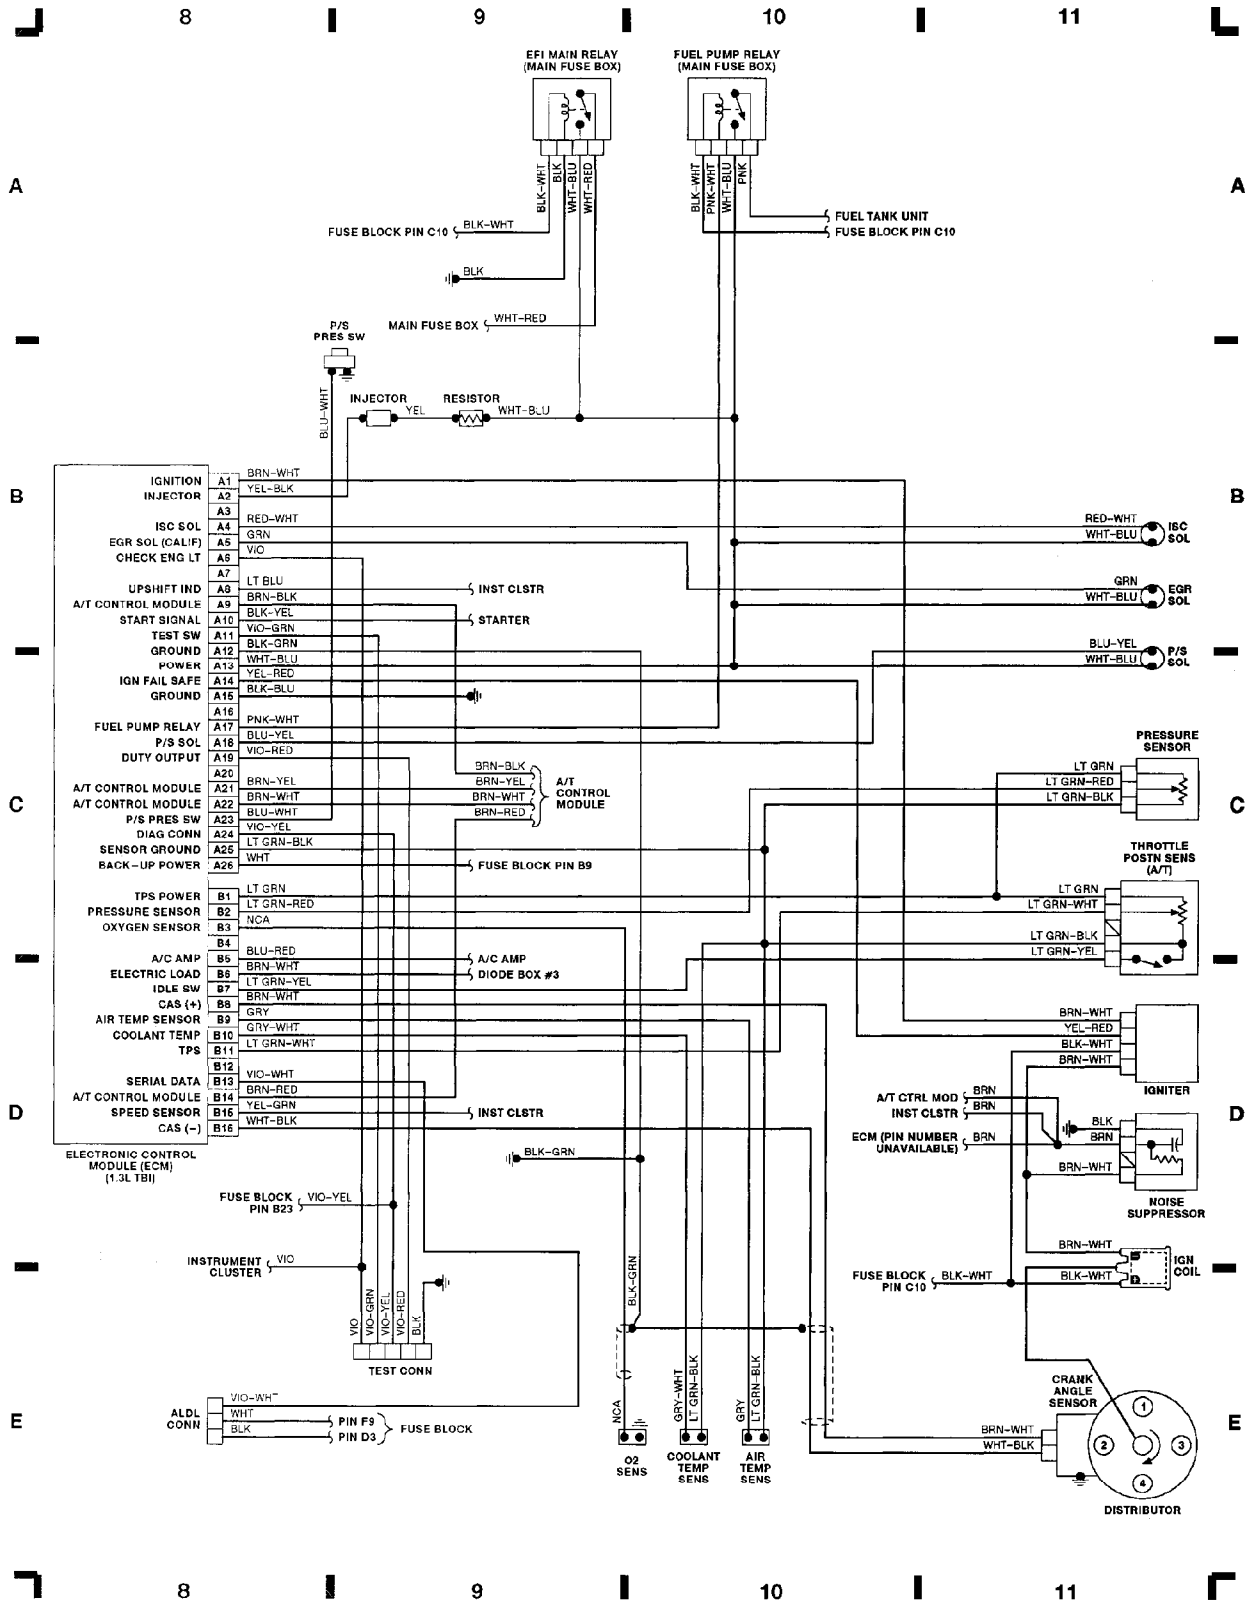 8 9 10 11
EFI MAIN RELAY
(MAIN FUSE BOX)
FUEL PUMP RELAY
(MAIN FUSE BOX)
A
A
BLK-WHT
BLK
WHT-BLU
WHT-RED
BLK-WHT
PNK-WHT
WHT-BLU
PNK
FUEL TANK UNIT
FUSE BLOCK PIN C10
FUSE BLOCK PIN C10
BLK-WHT
BLK
MAIN FUSE BOX
WHT-RED
P/S
PRES SW
BLU-WHT
INJECTOR
YEL
RESISTOR
WHT-BLU
B
B
IGNITION A1 BRN-WHT
INJECTOR A2 YEL-BLK
A3
ISC SOL A4 RED-WHT
EGR SOL (CALIF) A5 GRN
CHECK ENG LT A6 VIO
A7
UPSHIFT IND A8 LT BLU
INST CLSTR
A/T CONTROL MODULE A9 BRN-BLK
START SIGNAL A10 BLK-YEL
STARTER
TEST SW A11 VIO-GRN
GROUND A12 BLK-GRN
POWER A13 WHT-BLU
IGN FAIL SAFE A14 YEL-RED
GROUND A15 BLK-BLU
A16
FUEL PUMP RELAY A17 PNK-WHT
P/S SOL A18 BLU-YEL
DUTY OUTPUT A19 VIO-RED
A20
A/T CONTROL MODULE A21 BRN-YEL
A/T CONTROL MODULE A22 BRN-WHT
P/S PRES SW A23 BLU-WHT
DIAG CONN A24 VIO-YEL
SENSOR GROUND A25 LT GRN-BLK
BACK-UP POWER A26 WHT
FUSE BLOCK PIN B9
RED-WHT
WHT-BLU
ISC
SOL
GRN
WHT-BLU
EGR
SOL
BLU-YEL
WHT-BLU
P/S
SOL
BRN-BLK
BRN-YEL
BRN-WHT
BRN-RED
A/T
CONTROL
MODULE
C
C
PRESSURE
SENSOR
LT GRN
LT GRN-RED
LT GRN-BLK
THROTTLE
POSTN SENS
(A/T)
LT GRN
LT GRN-WHT
LT GRN-BLK
LT GRN-YEL
TPS POWER B1 LT GRN
PRESSURE SENSOR B2 LT GRN-RED
OXYGEN SENSOR B3 NCA
B4
A/C AMP B5 BLU-RED
A/C AMP
ELECTRIC LOAD B6 BRN-WHT
DIODE BOX #3
IDLE SW B7 LT GRN-YEL
CAS (+) B8 BRN-WHT
AIR TEMP SENSOR B9 GRY
COOLANT TEMP B10 GRY-WHT
TPS B11 LT GRN-WHT
B12
SERIAL DATA B13 VIO-WHT
A/T CONTROL MODULE B14 BRN-RED
SPEED SENSOR B15 YEL-GRN
INST CLSTR
CAS (-) B16 WHT-BLK
ELECTRONIC CONTROL
MODULE (ECM)
(1.3L TBI)
BRN-WHT
YEL-RED
BLK-WHT
BRN-WHT
IGNITER
D
D
A/T CTRL MOD
BRN
INST CLSTR
BRN
ECM (PIN NUMBER
UNAVAILABLE)
BRN
BLK
BRN
BRN-WHT
NOISE
SUPPRESSOR
BLK-GRN
FUSE BLOCK
PIN B23
VIO-YEL
INSTRUMENT
CLUSTER
VIO
BRN-WHT
BLK-WHT
IGN
COIL
FUSE BLOCK
PIN C10
BLK-WHT
BLK-GRN
VIO
VIO-GRN
VIO-YEL
VIO-RED
BLK
TEST CONN
ALDL
CONN
VIO-WHT
WHT
BLK
PIN F9
PIN D3
FUSE BLOCK
E
E
NCA
O2
SENS
GRY-WHT
LT GRN-BLK
COOLANT
TEMP
SENS
GRY
LT GRN-BLK
AIR
TEMP
SENS
CRANK
ANGLE
SENSOR
BRN-WHT
WHT-BLK
1
2
3
4
DISTRIBUTOR
8 9 10 11